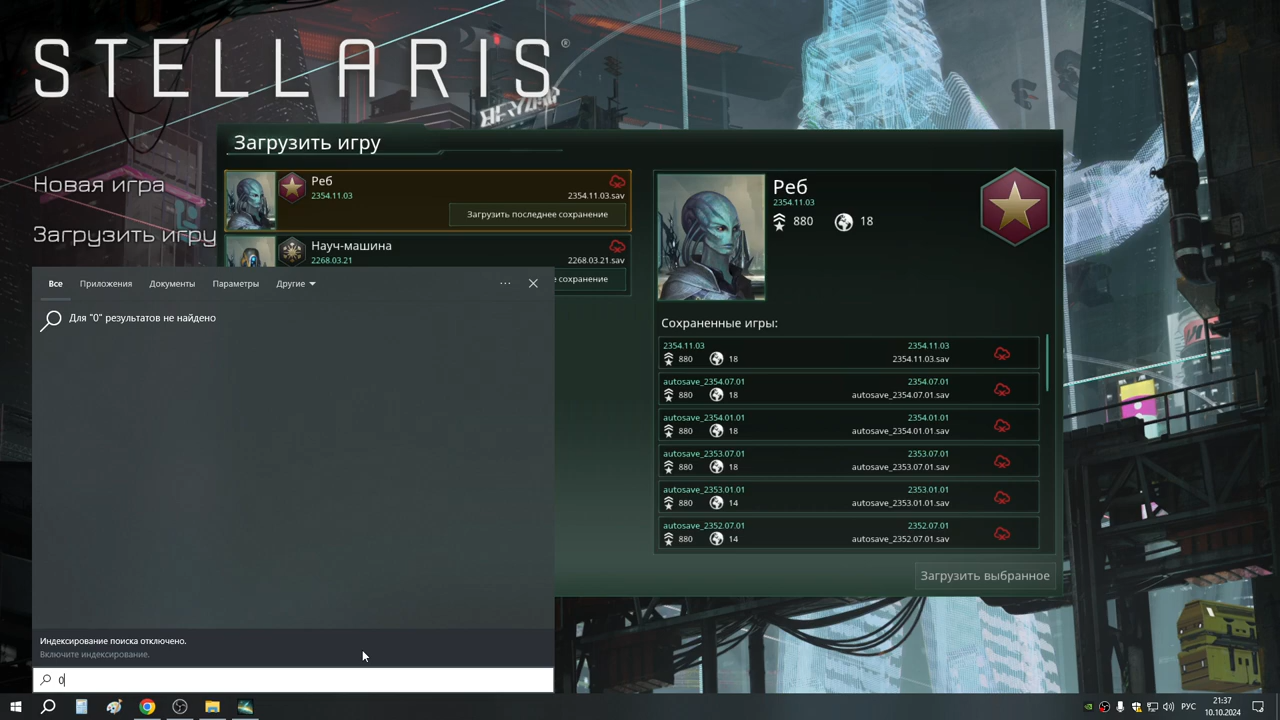 STELLARIS®
BEYOND
Новая игра
Загрузить игру
Загрузить игру
Реб
2354.11.03
2354.11.03.sav
Загрузить последнее сохранение
Науч-машина
2268.03.21
2268.03.21.sav
е сохранение
Реб
2354.11.03
880 18
Сохраненные игры:
2354.11.03 2354.11.03
880 18 2354.11.03.sav
autosave_2354.07.01 2354.07.01
880 18 autosave_2354.07.01.sav
autosave_2354.01.01 2354.01.01
880 18 autosave_2354.01.01.sav
autosave_2353.07.01 2353.07.01
880 18 autosave_2353.07.01.sav
autosave_2353.01.01 2353.01.01
880 14 autosave_2353.01.01.sav
autosave_2352.07.01 2352.07.01
880 14 autosave_2352.07.01.sav
Загрузить выбранное
Все Приложения Документы Параметры Другие
Для "0" результатов не найдено
Индексирование поиска отключено.
Включите индексирование.
0
РУС
21:37
10.10.2024